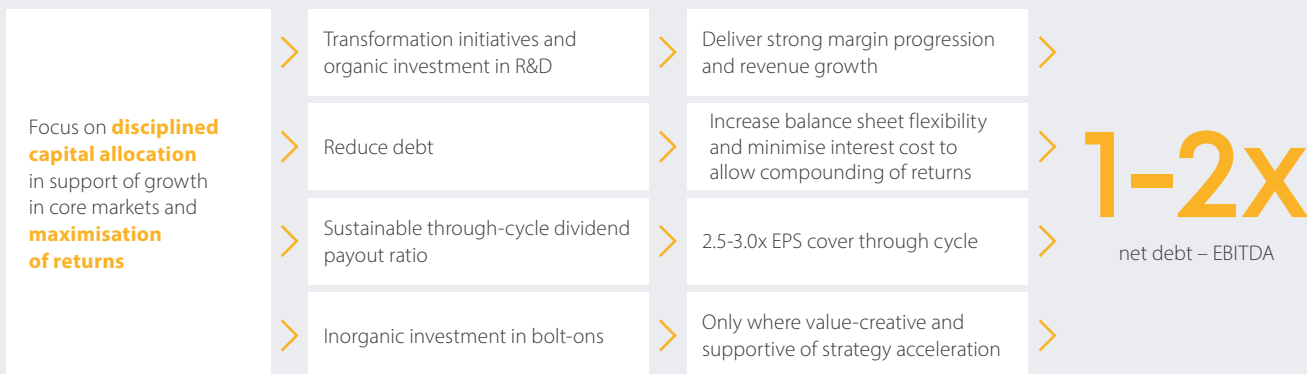 Focus on disciplined
capital allocation
in support of growth
in core markets and
maximisation
of returns
Transformation initiatives and
organic investment in R&D
Deliver strong margin progression
and revenue growth
Reduce debt
Increase balance sheet flexibility
and minimise interest cost to
allow compounding of returns
Sustainable through-cycle dividend
payout ratio
2.5-3.0x EPS cover through cycle
Inorganic investment in bolt-ons
Only where value-creative and
supportive of strategy acceleration
1-2x
net debt – EBITDA